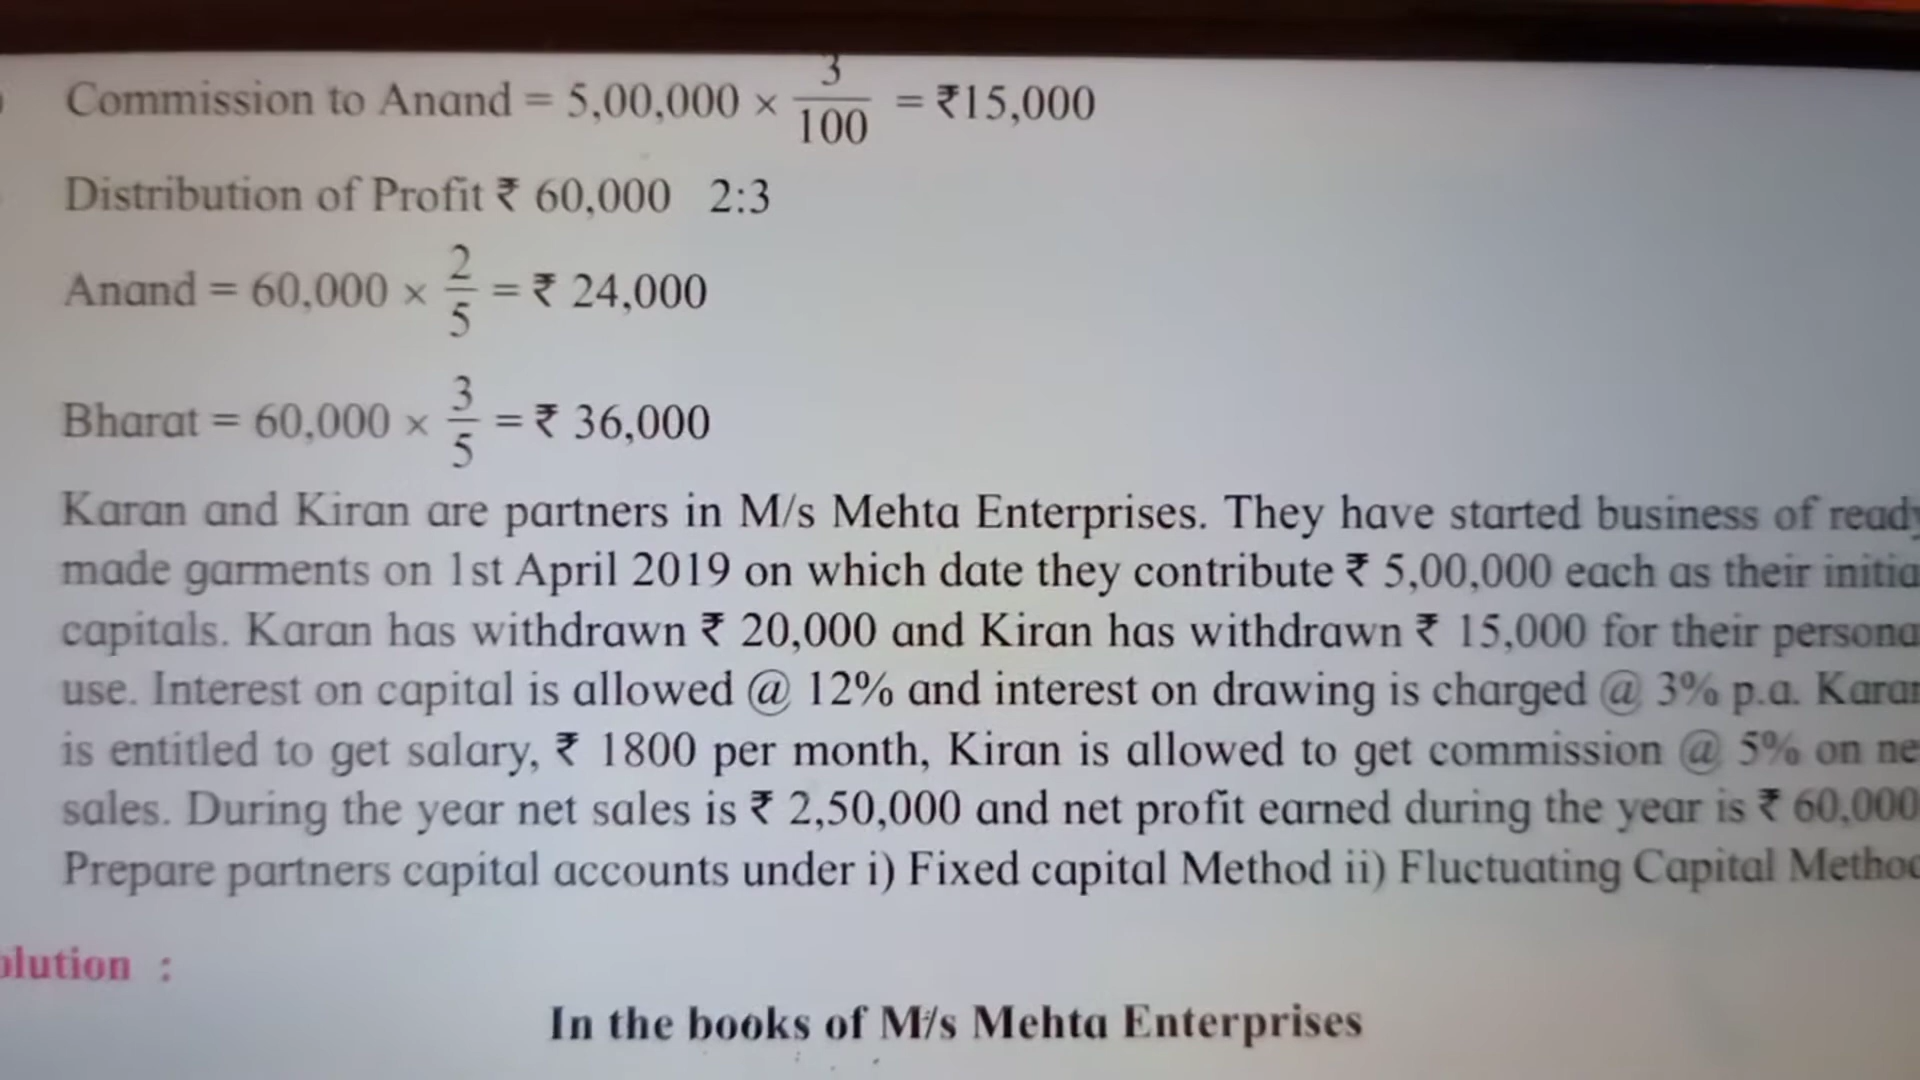 Commission to Anand = 5,00,000 × 3/100 = ₹15,000
Distribution of Profit ₹ 60,000 2:3
Anand = 60,000 × 2/5 = ₹ 24,000
Bharat = 60,000 × 3/5 = ₹ 36,000
Karan and Kiran are partners in M/s Mehta Enterprises. They have started business of ready
made garments on 1st April 2019 on which date they contribute ₹ 5,00,000 each as their initia
capitals. Karan has withdrawn ₹ 20,000 and Kiran has withdrawn ₹ 15,000 for their persona
use. Interest on capital is allowed @ 12% and interest on drawing is charged @ 3% p.a. Karan
is entitled to get salary, ₹ 1800 per month, Kiran is allowed to get commission @ 5% on ne
sales. During the year net sales is ₹ 2,50,000 and net profit earned during the year is ₹ 60,000
Prepare partners capital accounts under i) Fixed capital Method ii) Fluctuating Capital Method
olution :
In the books of M/s Mehta Enterprises